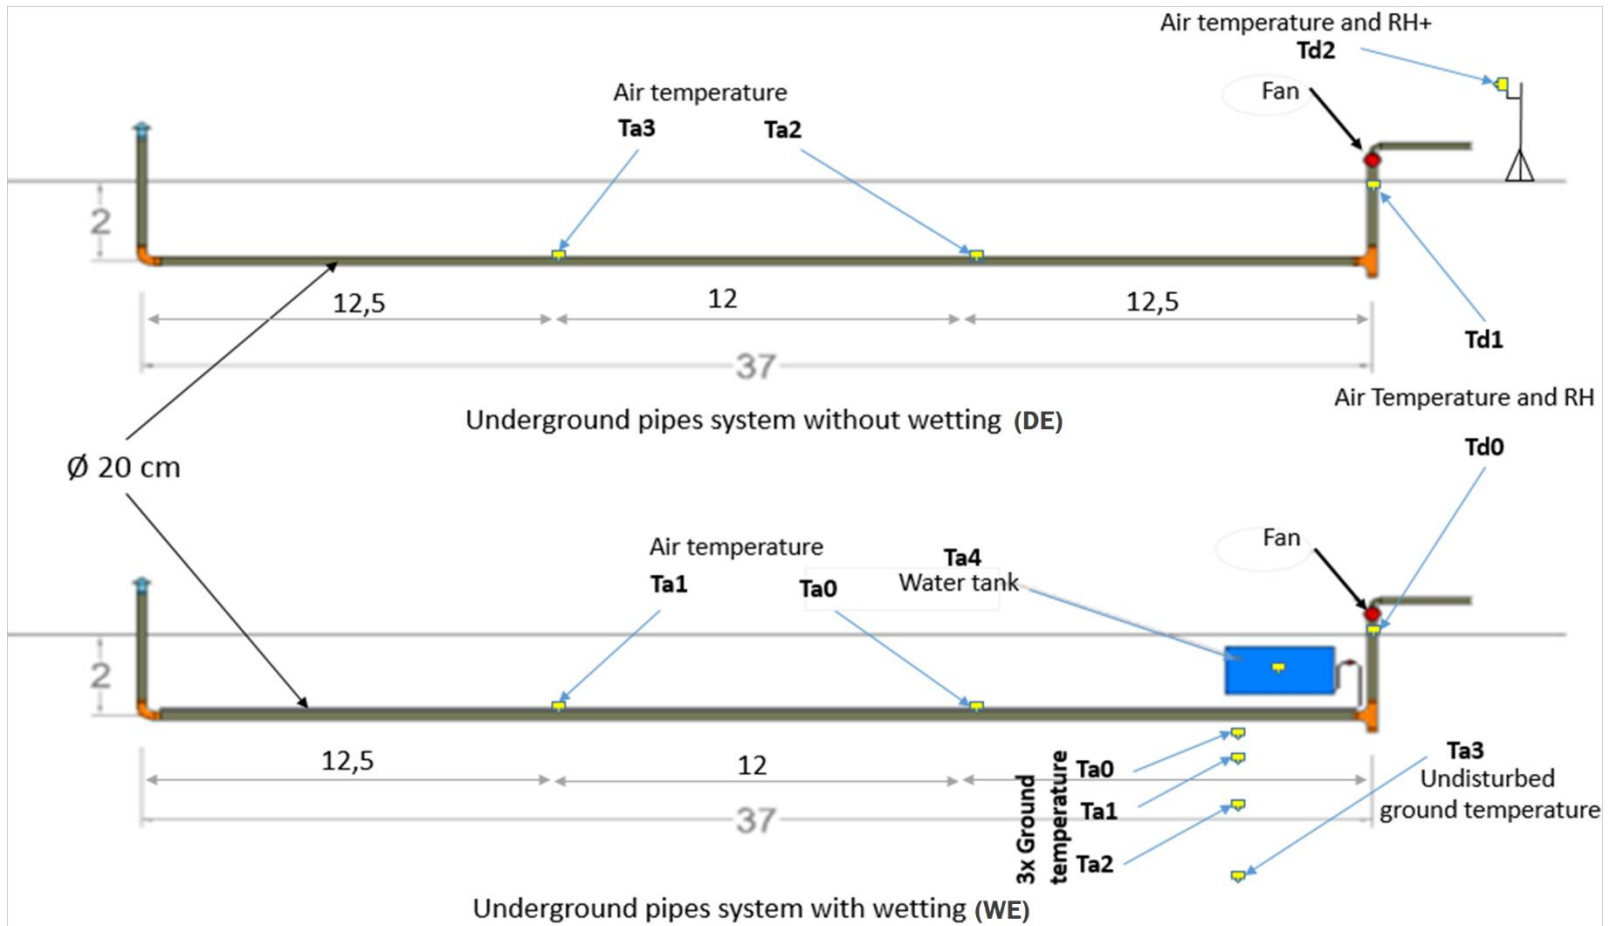 Air temperature and RH+
Td2
Fan
Air temperature
Ta3
Ta2
2
12,5
12
12,5
37
Td1
Air Temperature and RH
Underground pipes system without wetting (DE)
Ø 20 cm
Td0
Fan
Air temperature
Ta1
Ta0
Ta4
Water tank
2
12,5
12
37
3x Ground
temperature
Ta0
Ta1
Ta2
Ta3
Undisturbed
ground temperature
Underground pipes system with wetting (WE)